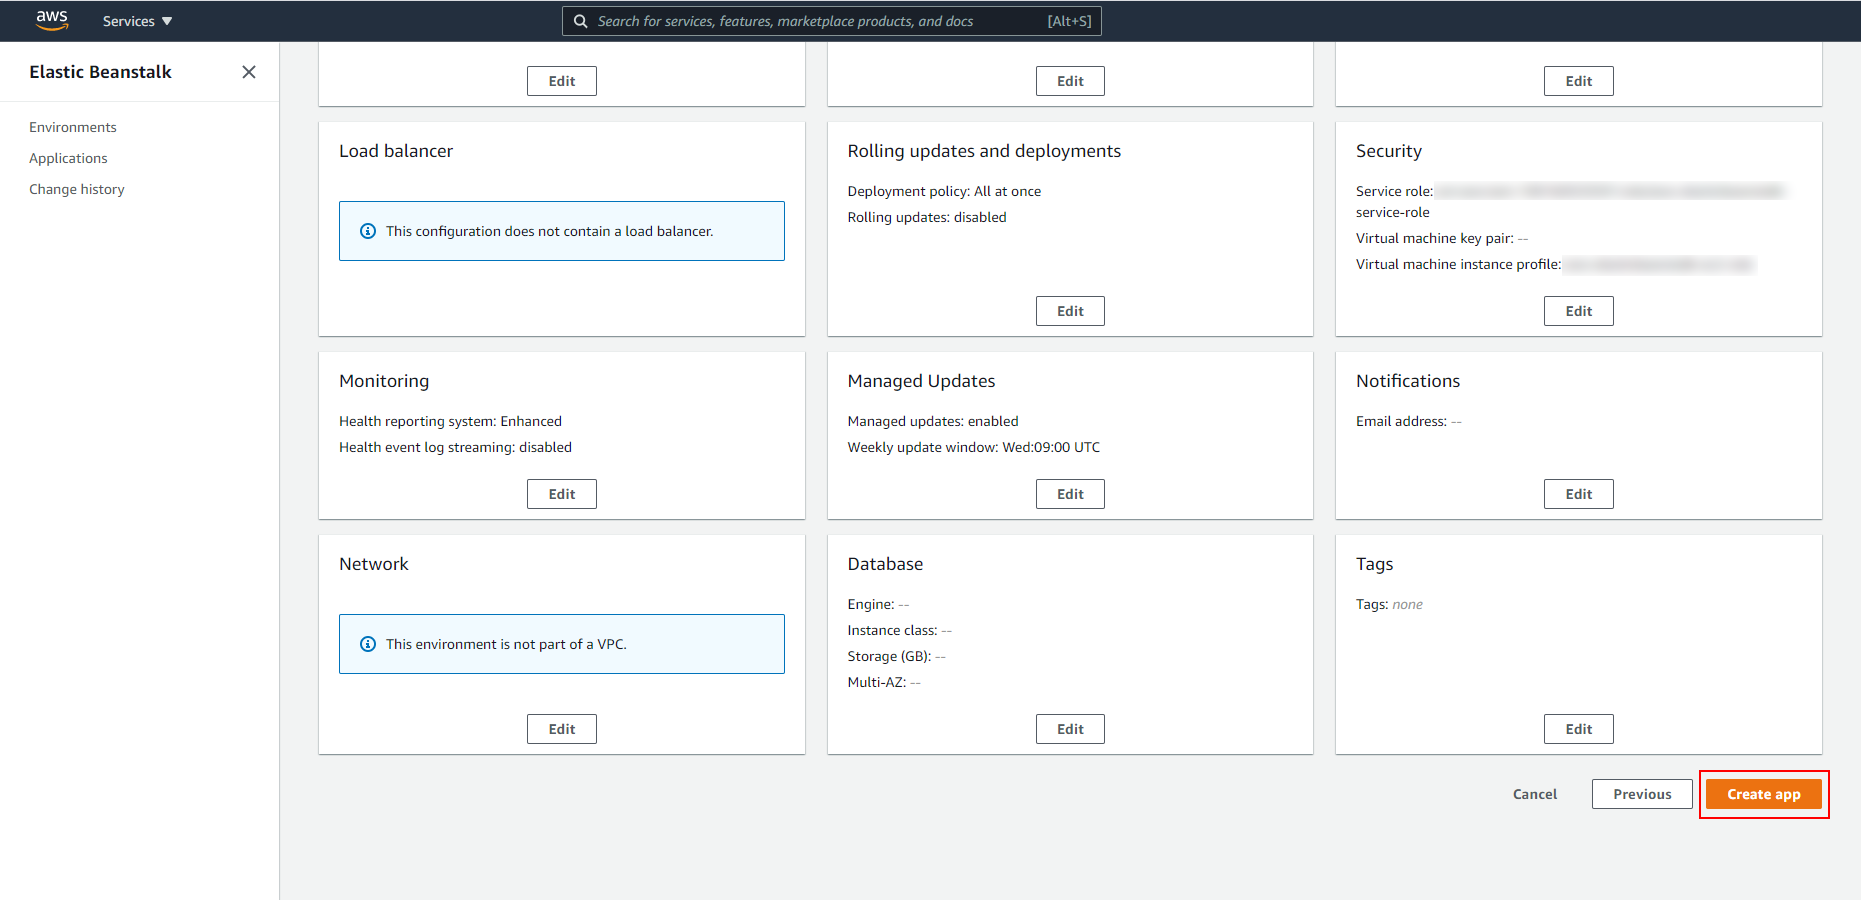 aws
Services
Search for services, features, marketplace products, and docs
[Alt+S]
Elastic Beanstalk
Environments
Applications
Change history
Edit
Edit
Edit
Load balancer
This configuration does not contain a load balancer.
Rolling updates and deployments
Deployment policy: All at once
Rolling updates: disabled
Edit
Security
Service role:
service-role
Virtual machine key pair: --
Virtual machine instance profile:
Edit
Monitoring
Health reporting system: Enhanced
Health event log streaming: disabled
Edit
Managed Updates
Managed updates: enabled
Weekly update window: Wed:09:00 UTC
Edit
Notifications
Email address: --
Edit
Network
This environment is not part of a VPC.
Edit
Database
Engine: --
Instance class: --
Storage (GB): --
Multi-AZ: --
Edit
Tags
Tags: none
Edit
Cancel
Previous
Create app